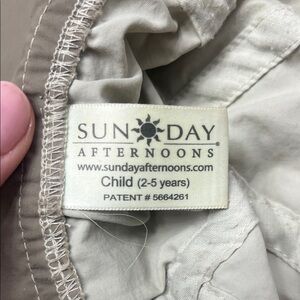 SUN DAY
AFTERNOONS®
www.sundayafternoons.com
Child (2-5 years)
PATENT # 5664261